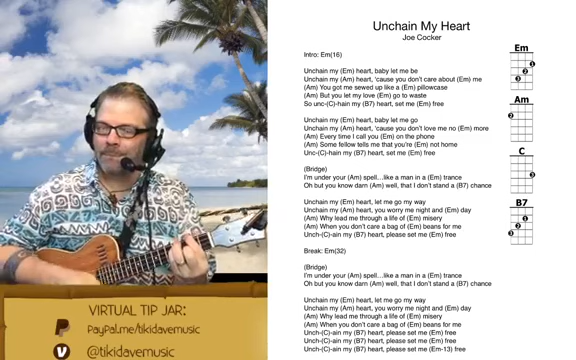 Unchain My Heart
Joe Cocker
Intro: Em(16)
Unchain my (Em) heart, baby let me be
Unchain my (Am) heart, 'cause you don't care about (Em) me
(Am) You got me sewed up like a (Em) pillowcase
(Am) But you let my love (Em) go to waste
So unc-(C)-hain my (B7) heart, set me (Em) free
Unchain my (Em) heart, baby let me go
Unchain my (Am) heart, 'cause you don't love me no (Em) more
(Am) Every time I call you (Em) on the phone
(Am) Some fellow tells me that you're (Em) not home
Unc-(C)-hain my (B7) heart, set me (Em) free
(Bridge)
I'm under your (Am) spell…like a man in a (Em) trance
Oh but you know darn (Am) well, that I don't stand a (B7) chance
Unchain my (Em) heart, let me go my way
Unchain my (Am) heart, you worry me night and (Em) day
(Am) Why lead me through a life of (Em) misery
(Am) When you don't care a bag of (Em) beans for me
Unch-(C)-ain my (B7) heart, please set me (Em) free
Break: Em(32)
(Bridge)
I'm under your (Am) spell…like a man in a (Em) trance
Oh but you know darn (Am) well, that I don't stand a (B7) chance
Unchain my (Em) heart, let me go my way
Unchain my (Am) heart, you worry me night and (Em) day
(Am) Why lead me through a life of (Em) misery
(Am) When you don't care a bag of (Em) beans for me
Unch-(C)-ain my (B7) heart, please set me (Em) free
Unch-(C)-ain my (B7) heart, please set me (Em) free
Unch-(C)-ain my (B7) heart, please set me (Em-13) free
Em
1
2
3
Am
2
C
3
B7
1
2
3
VIRTUAL TIP JAR:
PayPal.me/tikidavemusic
@tikidavemusic